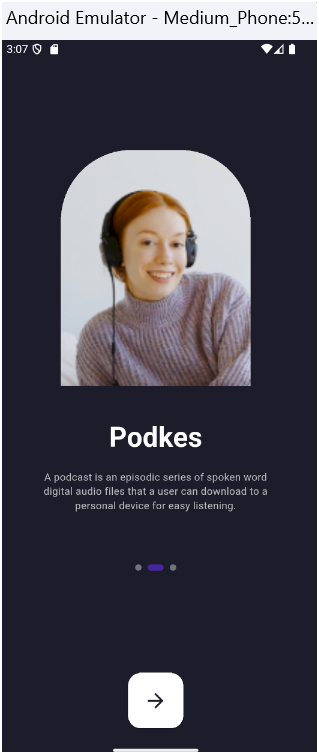 Android Emulator - Medium_Phone:5...
3:07
Podkes
A podcast is an episodic series of spoken word
digital audio files that a user can download to a
personal device for easy listening.